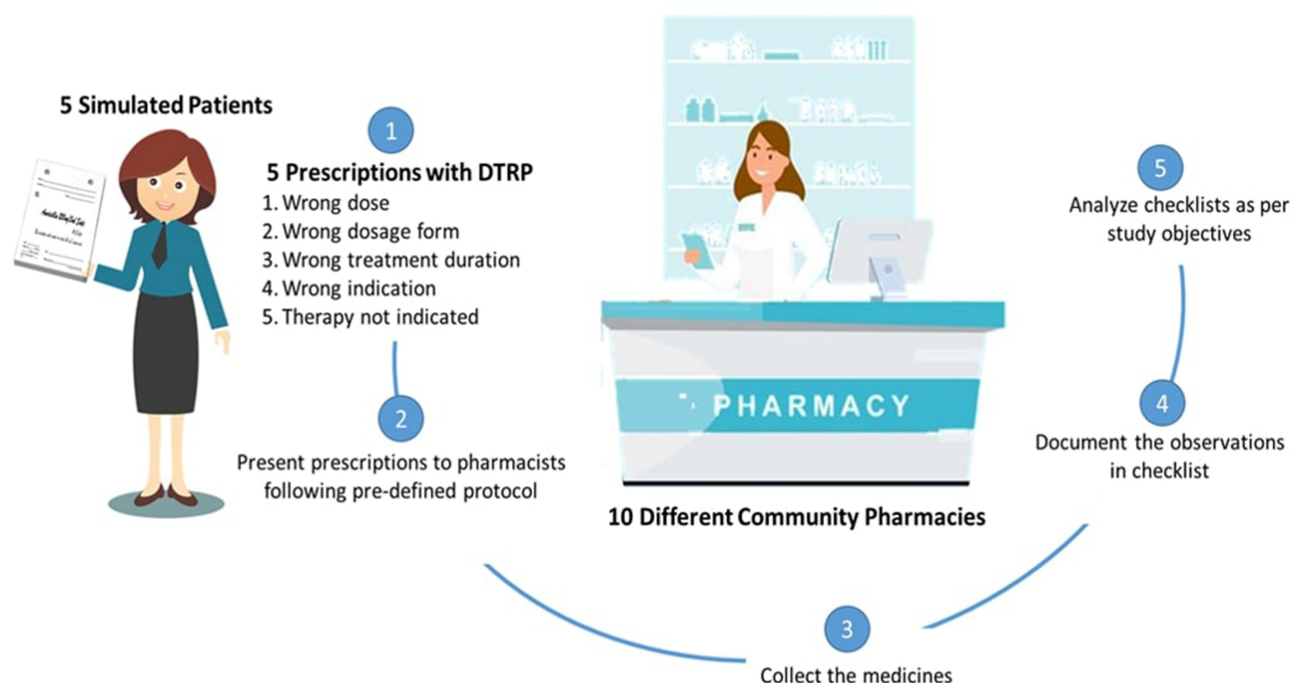 5 Simulated Patients
1
5 Prescriptions with DTRP
1. Wrong dose
2. Wrong dosage form
3. Wrong treatment duration
4. Wrong indication
5. Therapy not indicated
2
Present prescriptions to pharmacists
following pre-defined protocol
PHARMACY
10 Different Community Pharmacies
3
Collect the medicines
4
Document the observations
in checklist
5
Analyze checklists as per
study objectives